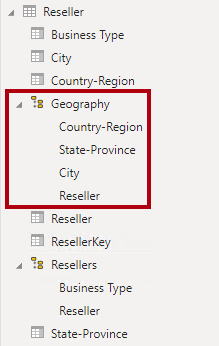 Reseller
Business Type
City
Country-Region
Geography
Country-Region
State-Province
City
Reseller
Reseller
ResellerKey
Resellers
Business Type
Reseller
State-Province